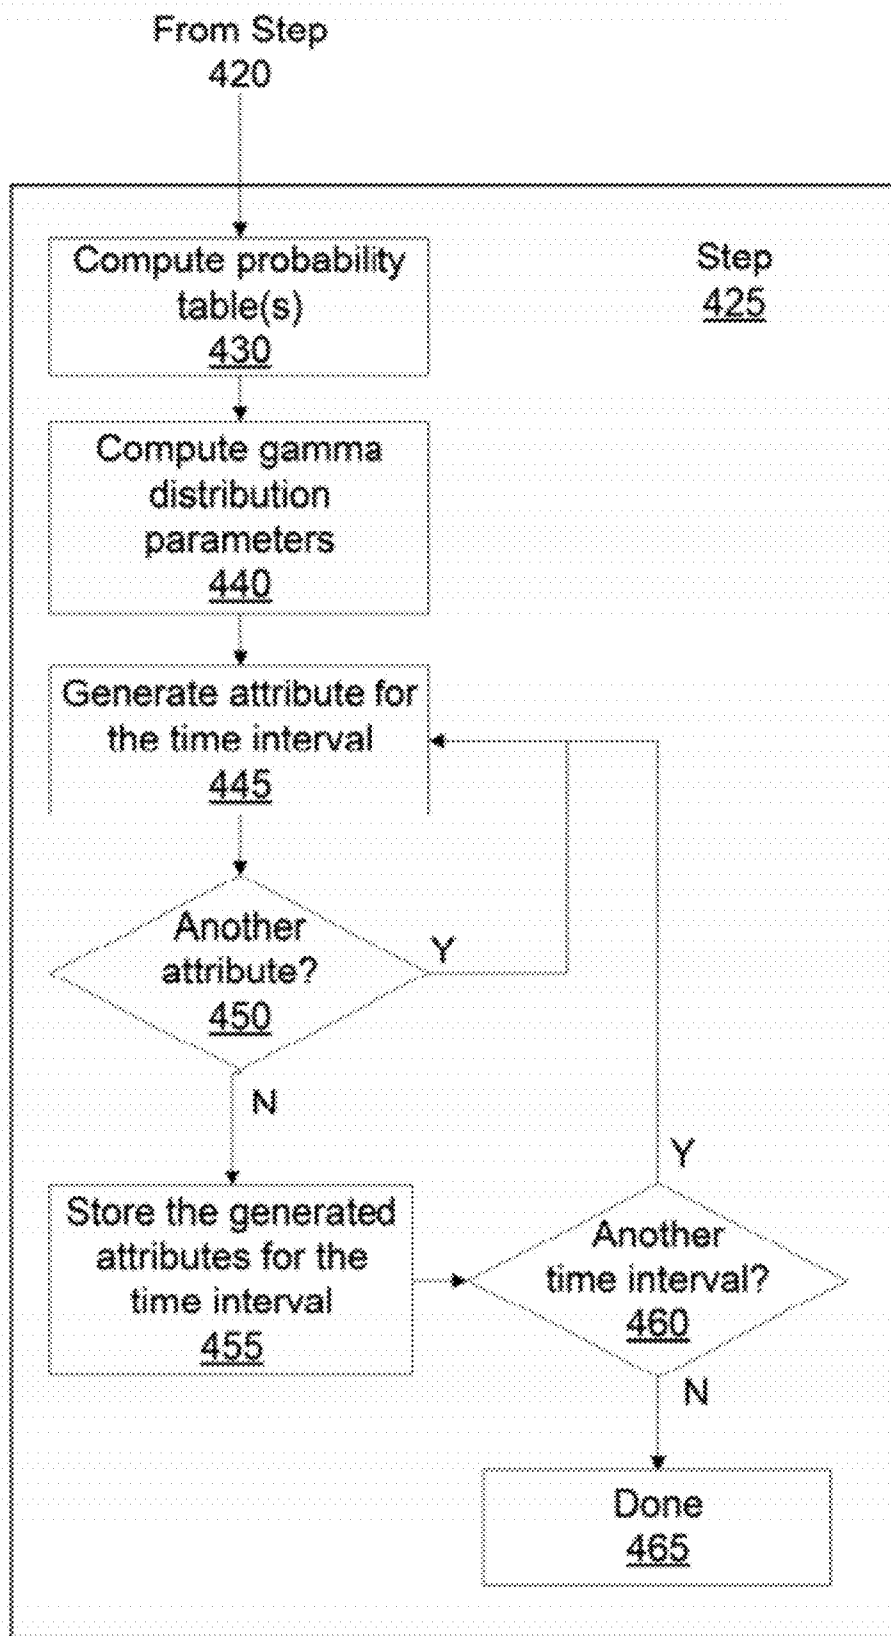 From Step
420
Compute probability
table(s)
430
Step
425
Compute gamma
distribution
parameters
440
Generate attribute for
the time interval
445
Another
attribute?
450
Y
N
Store the generated
attributes for the
time interval
455
Y
Another
time interval?
460
N
Done
465